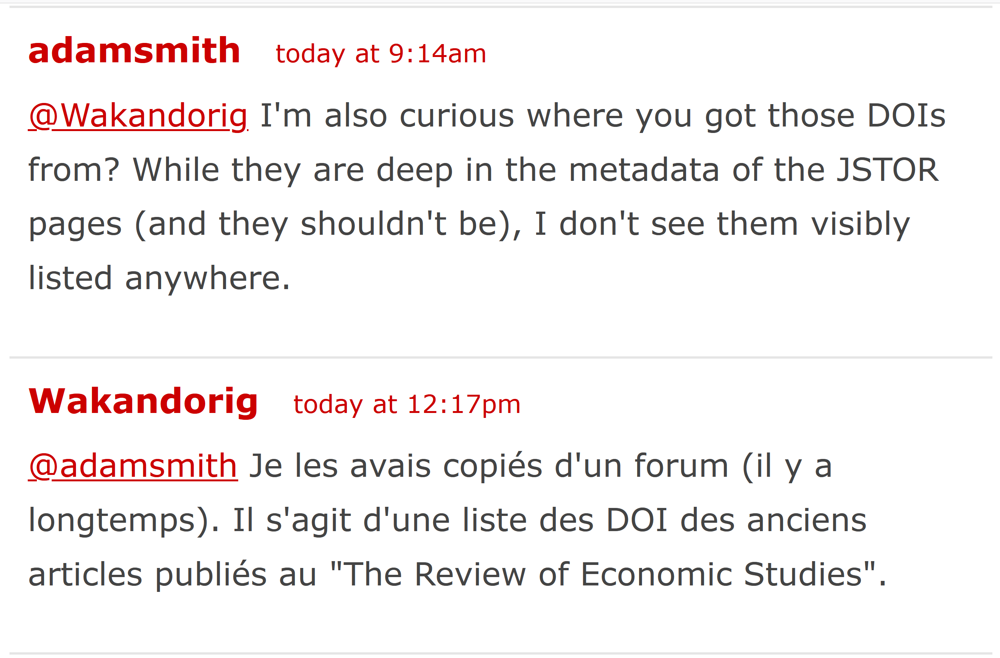 adamsmith today at 9:14am
@Wakandorig I'm also curious where you got those DOIs
from? While they are deep in the metadata of the JSTOR
pages (and they shouldn't be), I don't see them visibly
listed anywhere.
Wakandorig today at 12:17pm
@adamsmith Je les avais copiés d'un forum (il y a
longtemps). Il s'agit d'une liste des DOI des anciens
articles publiés au "The Review of Economic Studies".